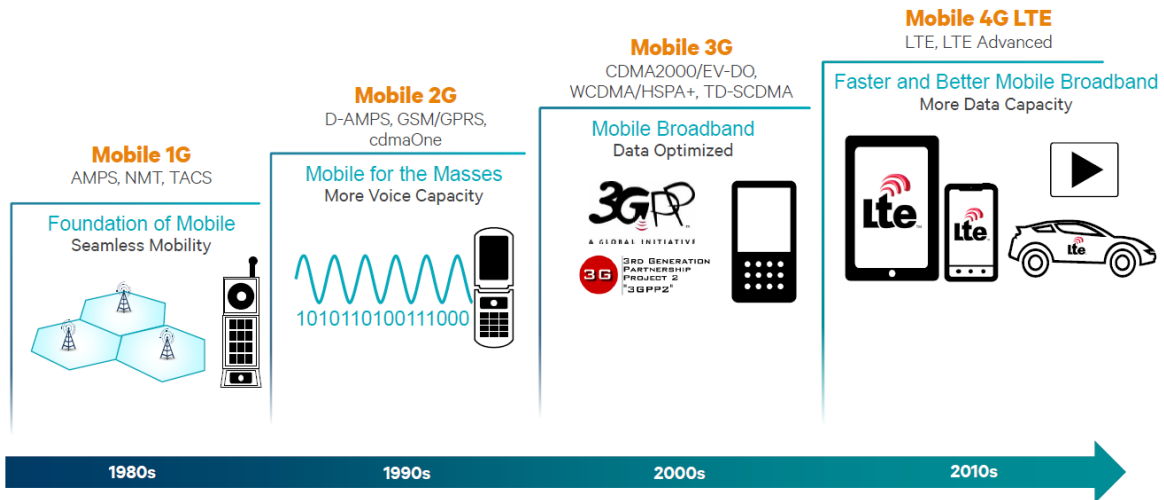 Mobile 1G
AMPS, NMT, TACS
Foundation of Mobile
Seamless Mobility
Mobile 2G
D-AMPS, GSM/GPRS,
cdmaOne
Mobile for the Masses
More Voice Capacity
1010110100111000
Mobile 3G
CDMA2000/EV-DO,
WCDMA/HSPA+, TD-SCDMA
Mobile Broadband
Data Optimized
3GPP™
A GLOBAL INITIATIVE
3G
3RD GENERATION
PARTNERSHIP
PROJECT 2
"3GPP2"
Mobile 4G LTE
LTE, LTE Advanced
Faster and Better Mobile Broadband
More Data Capacity
Lte™
Lte™
Lte
1980s
1990s
2000s
2010s